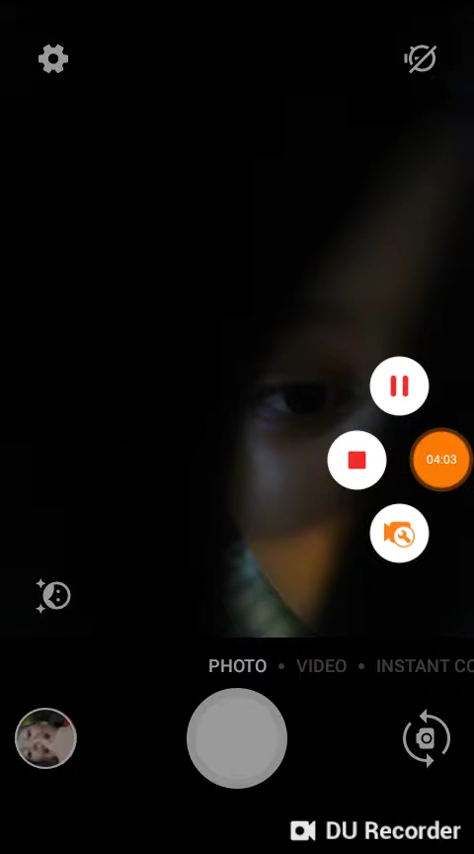 04:03
PHOTO • VIDEO • INSTANT CO
DU Recorder